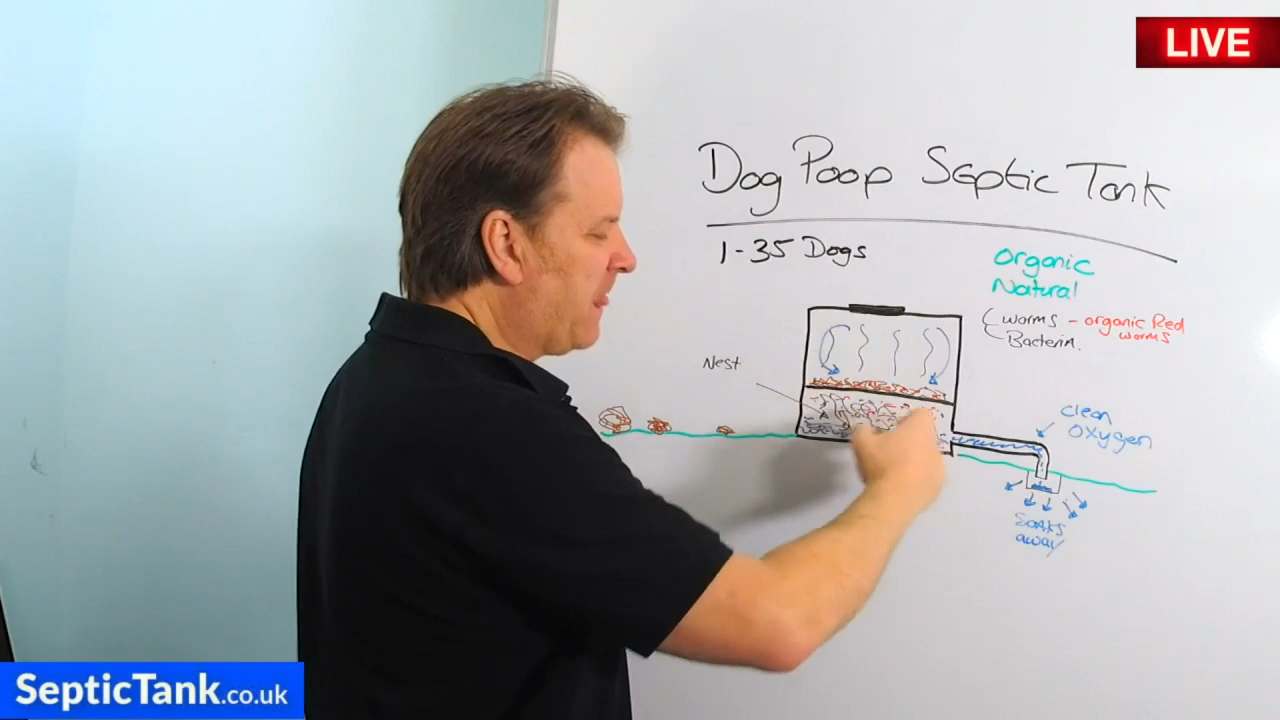 LIVE
Dog Poop Septic Tank
1-35 Dogs
Organic
Natural
worms - organic Red
worms
Bacteria.
Nest
clean
oxygen
Soaks
away
SepticTank.co.uk